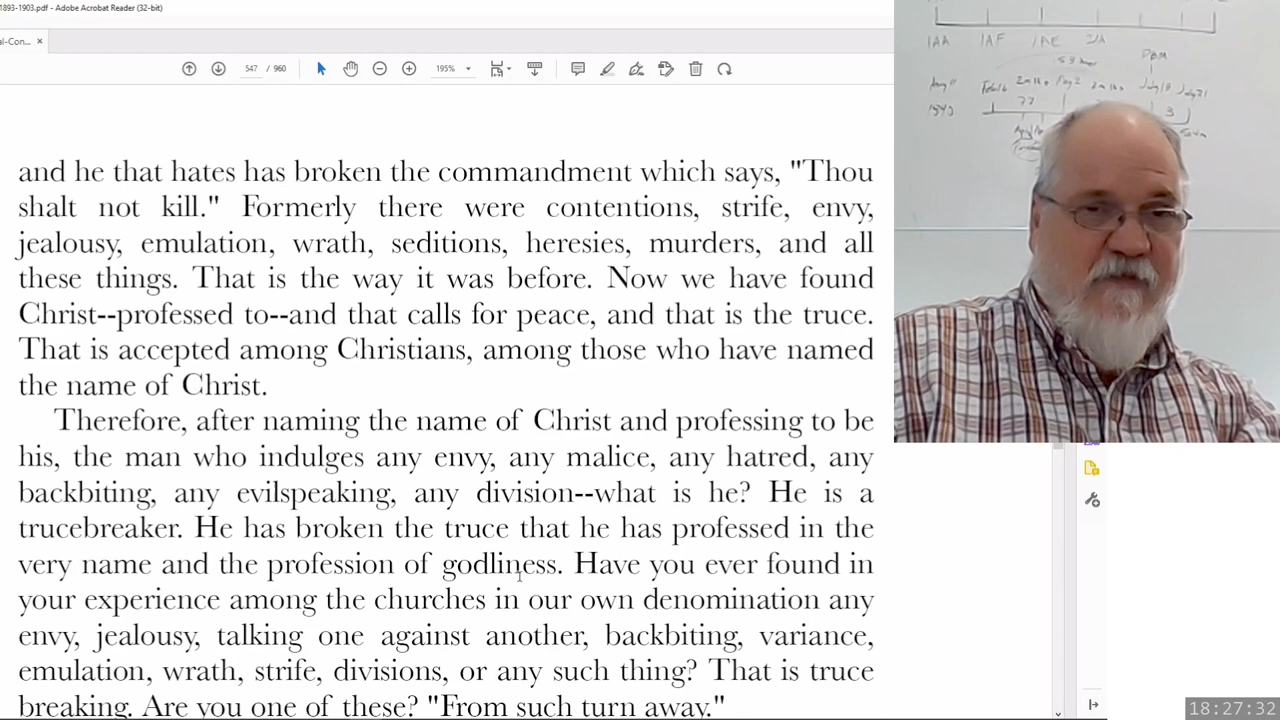 1893-1903.pdf - Adobe Acrobat Reader (32-bit)
al-Con... ×
547 / 960
195%
and he that hates has broken the commandment which says, "Thou
shalt not kill." Formerly there were contentions, strife, envy,
jealousy, emulation, wrath, seditions, heresies, murders, and all
these things. That is the way it was before. Now we have found
Christ--professed to--and that calls for peace, and that is the truce.
That is accepted among Christians, among those who have named
the name of Christ.
Therefore, after naming the name of Christ and professing to be
his, the man who indulges any envy, any malice, any hatred, any
backbiting, any evilspeaking, any division--what is he? He is a
trucebreaker. He has broken the truce that he has professed in the
very name and the profession of godliness. Have you ever found in
your experience among the churches in our own denomination any
envy, jealousy, talking one against another, backbiting, variance,
emulation, wrath, strife, divisions, or any such thing? That is truce
breaking. Are you one of these? "From such turn away."
1AA 1AF 1AE
1840
18:27:32